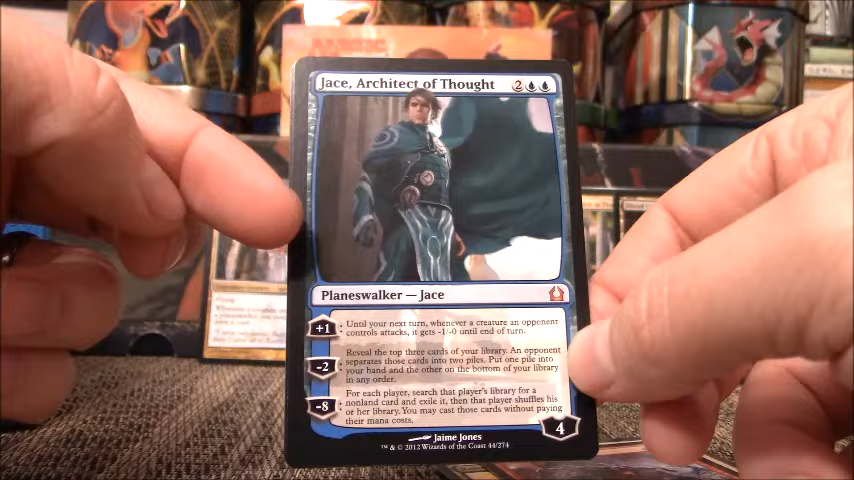 Jace, Architect of Thought 2
Planeswalker — Jace
+1: Until your next turn, whenever a creature an opponent
controls attacks, it gets -1/-0 until end of turn.
-2: Reveal the top three cards of your library. An opponent
separates those cards into two piles. Put one pile into
your hand and the other on the bottom of your library
in any order.
-8: For each player, search that player's library for a
nonland card and exile it, then that player shuffles his
or her library. You may cast those cards without paying
their mana costs.
4
Jaime Jones
™ & © 2012 Wizards of the Coast 44/274